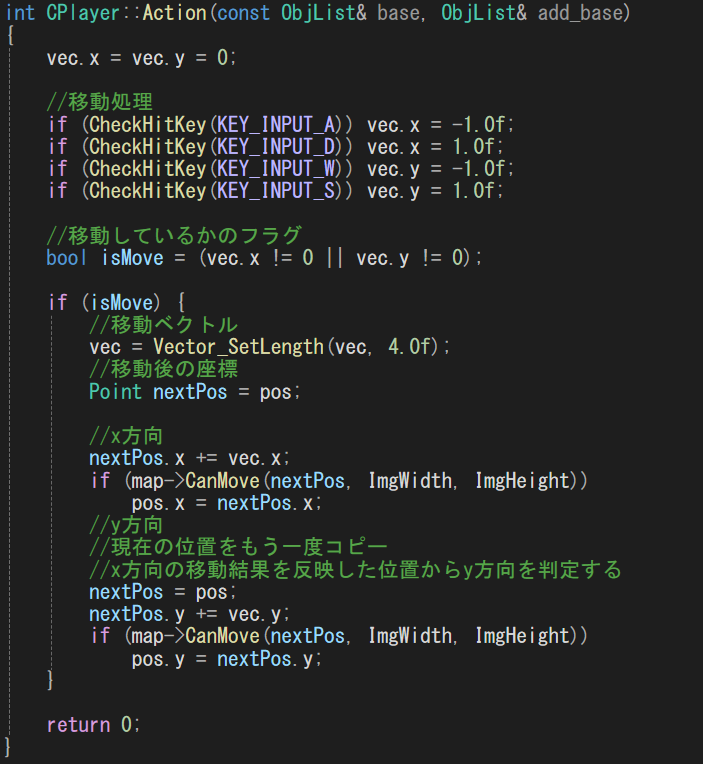 int CPlayer::Action(const ObjList& base, ObjList& add_base)
{
    vec.x = vec.y = 0;

    //移動処理
    if (CheckHitKey(KEY_INPUT_A)) vec.x = -1.0f;
    if (CheckHitKey(KEY_INPUT_D)) vec.x = 1.0f;
    if (CheckHitKey(KEY_INPUT_W)) vec.y = -1.0f;
    if (CheckHitKey(KEY_INPUT_S)) vec.y = 1.0f;

    //移動しているかのフラグ
    bool isMove = (vec.x != 0 || vec.y != 0);

    if (isMove) {
        //移動ベクトル
        vec = Vector_SetLength(vec, 4.0f);
        //移動後の座標
        Point nextPos = pos;

        //x方向
        nextPos.x += vec.x;
        if (map->CanMove(nextPos, ImgWidth, ImgHeight))
            pos.x = nextPos.x;
        //y方向
        //現在の位置をもう一度コピー
        //x方向の移動結果を反映した位置からy方向を判定する
        nextPos = pos;
        nextPos.y += vec.y;
        if (map->CanMove(nextPos, ImgWidth, ImgHeight))
            pos.y = nextPos.y;
    }

    return 0;
}